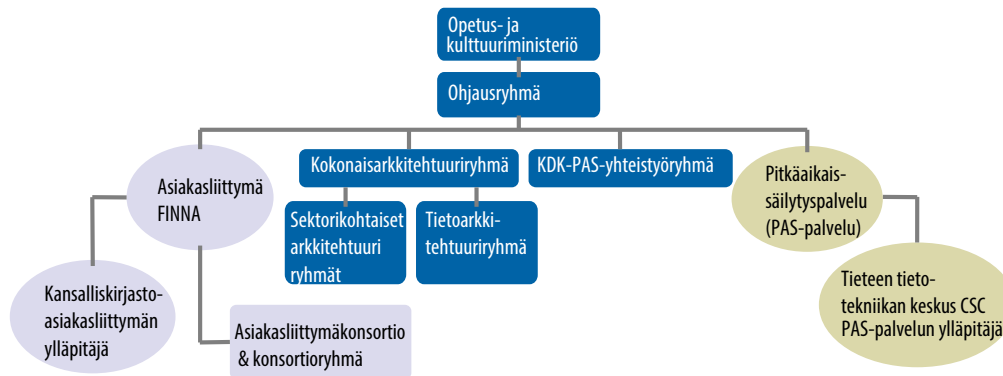 Opetus- ja
kulttuuriministeriö
Ohjausryhmä
Asiakasliittymä
FINNA
Kokonaisarkkitehtuuriryhmä
KDK-PAS-yhteistyöryhmä
Pitkäaikais-
säilytyspalvelu
(PAS-palvelu)
Sektorikohtaiset
arkkitehtuuri
ryhmät
Tietoarkki-
tehtuuriryhmä
Kansalliskirjasto-
asiakasliittymän
ylläpitäjä
Asiakasliittymäkonsortio
& konsortioryhmä
Tieteen tieto-
tekniikan keskus CSC
PAS-palvelun ylläpitäjä